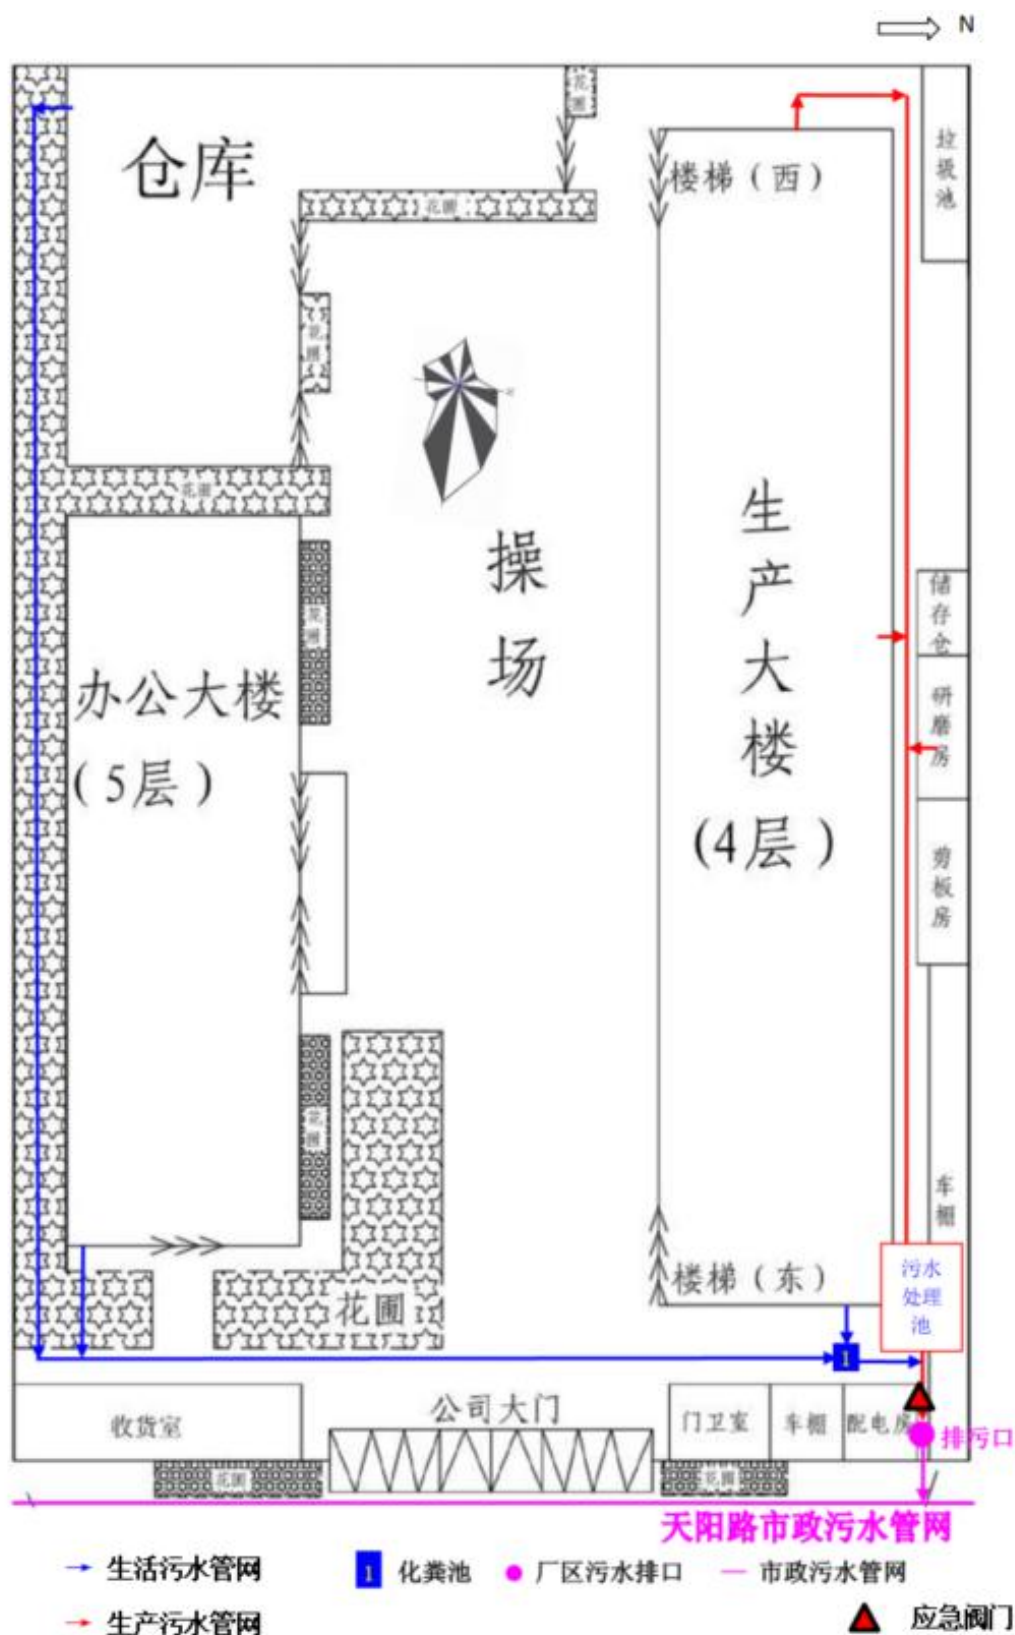 N
花圃
仓库
楼梯（西）
垃圾池
花圃
花圃
花圃
操场
生产大楼
(4层)
储存仓
花圃
研磨房
办公大楼
(5层)
剪板房
花圃
车棚
污水
处理
池
楼梯（东）
花圃
1
收货室
公司大门
门卫室
车棚
配电房
排污口
花圃
花圃
天阳路市政污水管网
生活污水管网
1
化粪池
厂区污水排口
市政污水管网
生产污水管网
应急阀门